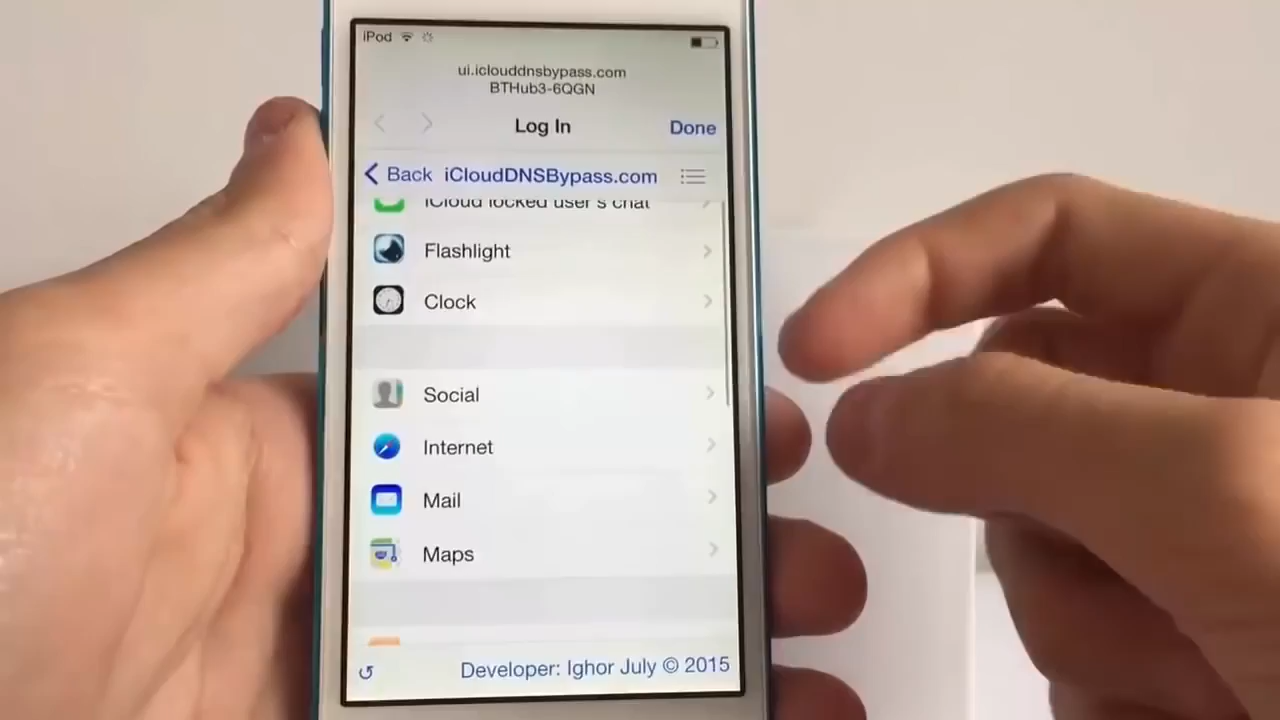 iPod
ui.iclouddnsbypass.com
BTHub3-6QGN
Log In
Done
Back iCloudDNSBypass.com
iCloud locked user's chat
Flashlight
Clock
Social
Internet
Mail
Maps
Developer: Ighor July © 2015